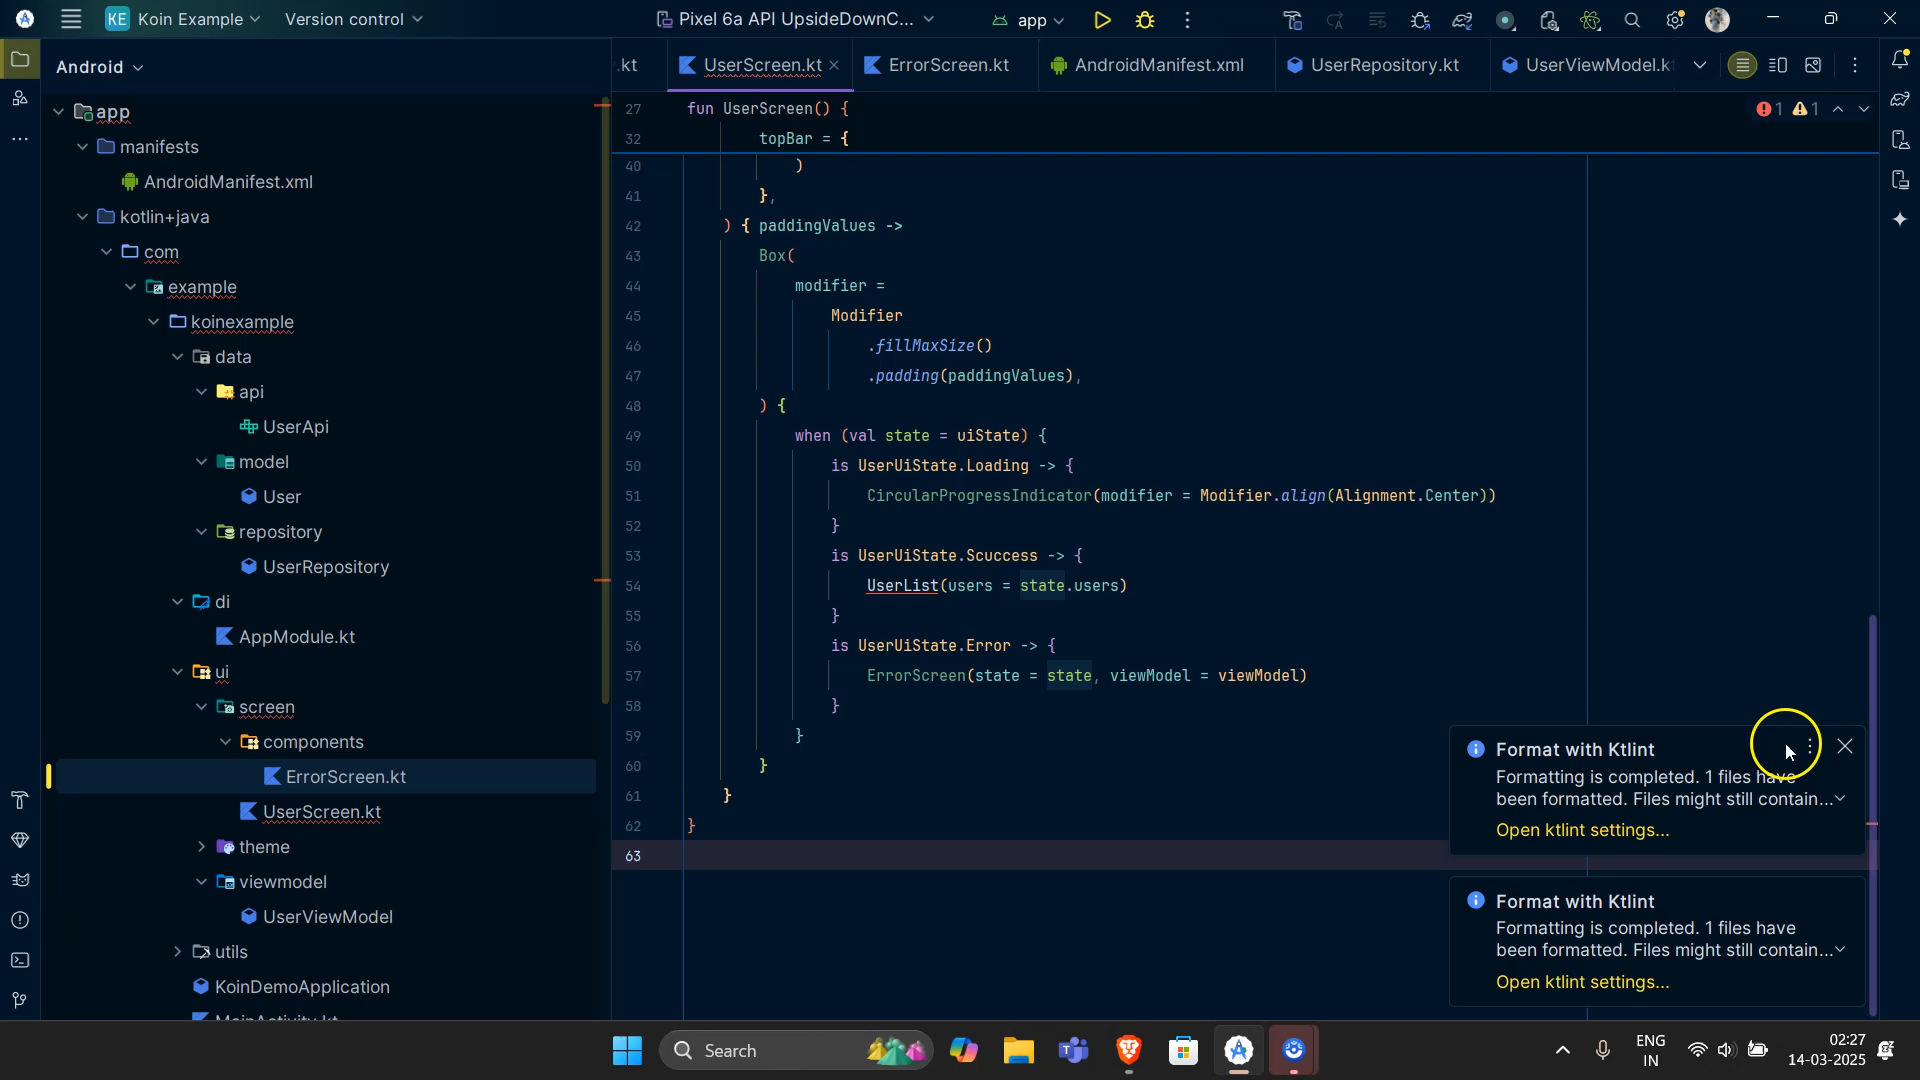 KE Koin Example Version control Pixel 6a API UpsideDownC... app
Android
.kt UserScreen.kt ErrorScreen.kt AndroidManifest.xml UserRepository.kt UserViewModel.k
app
manifests
AndroidManifest.xml
kotlin+java
com
example
koinexample
data
api
UserApi
model
User
repository
UserRepository
di
AppModule.kt
ui
screen
components
ErrorScreen.kt
UserScreen.kt
theme
viewmodel
UserViewModel
utils
KoinDemoApplication
MainActivity.kt
27 fun UserScreen() {
1 1
32 topBar = {
40 )
41 },
42 ) { paddingValues ->
43 Box(
44 modifier =
45 Modifier
46 .fillMaxSize()
47 .padding(paddingValues),
48 ) {
49 when (val state = uiState) {
50 is UserUiState.Loading -> {
51 CircularProgressIndicator(modifier = Modifier.align(Alignment.Center))
52 }
53 is UserUiState.Scuccess -> {
54 UserList(users = state.users)
55 }
56 is UserUiState.Error -> {
57 ErrorScreen(state = state, viewModel = viewModel)
58 }
59 }
60 }
61 }
62 }
63
Format with Ktlint
Formatting is completed. 1 files have
been formatted. Files might still contain...
Open ktlint settings...
Format with Ktlint
Formatting is completed. 1 files have
been formatted. Files might still contain...
Open ktlint settings...
Search
ENG
IN
02:27
14-03-2025